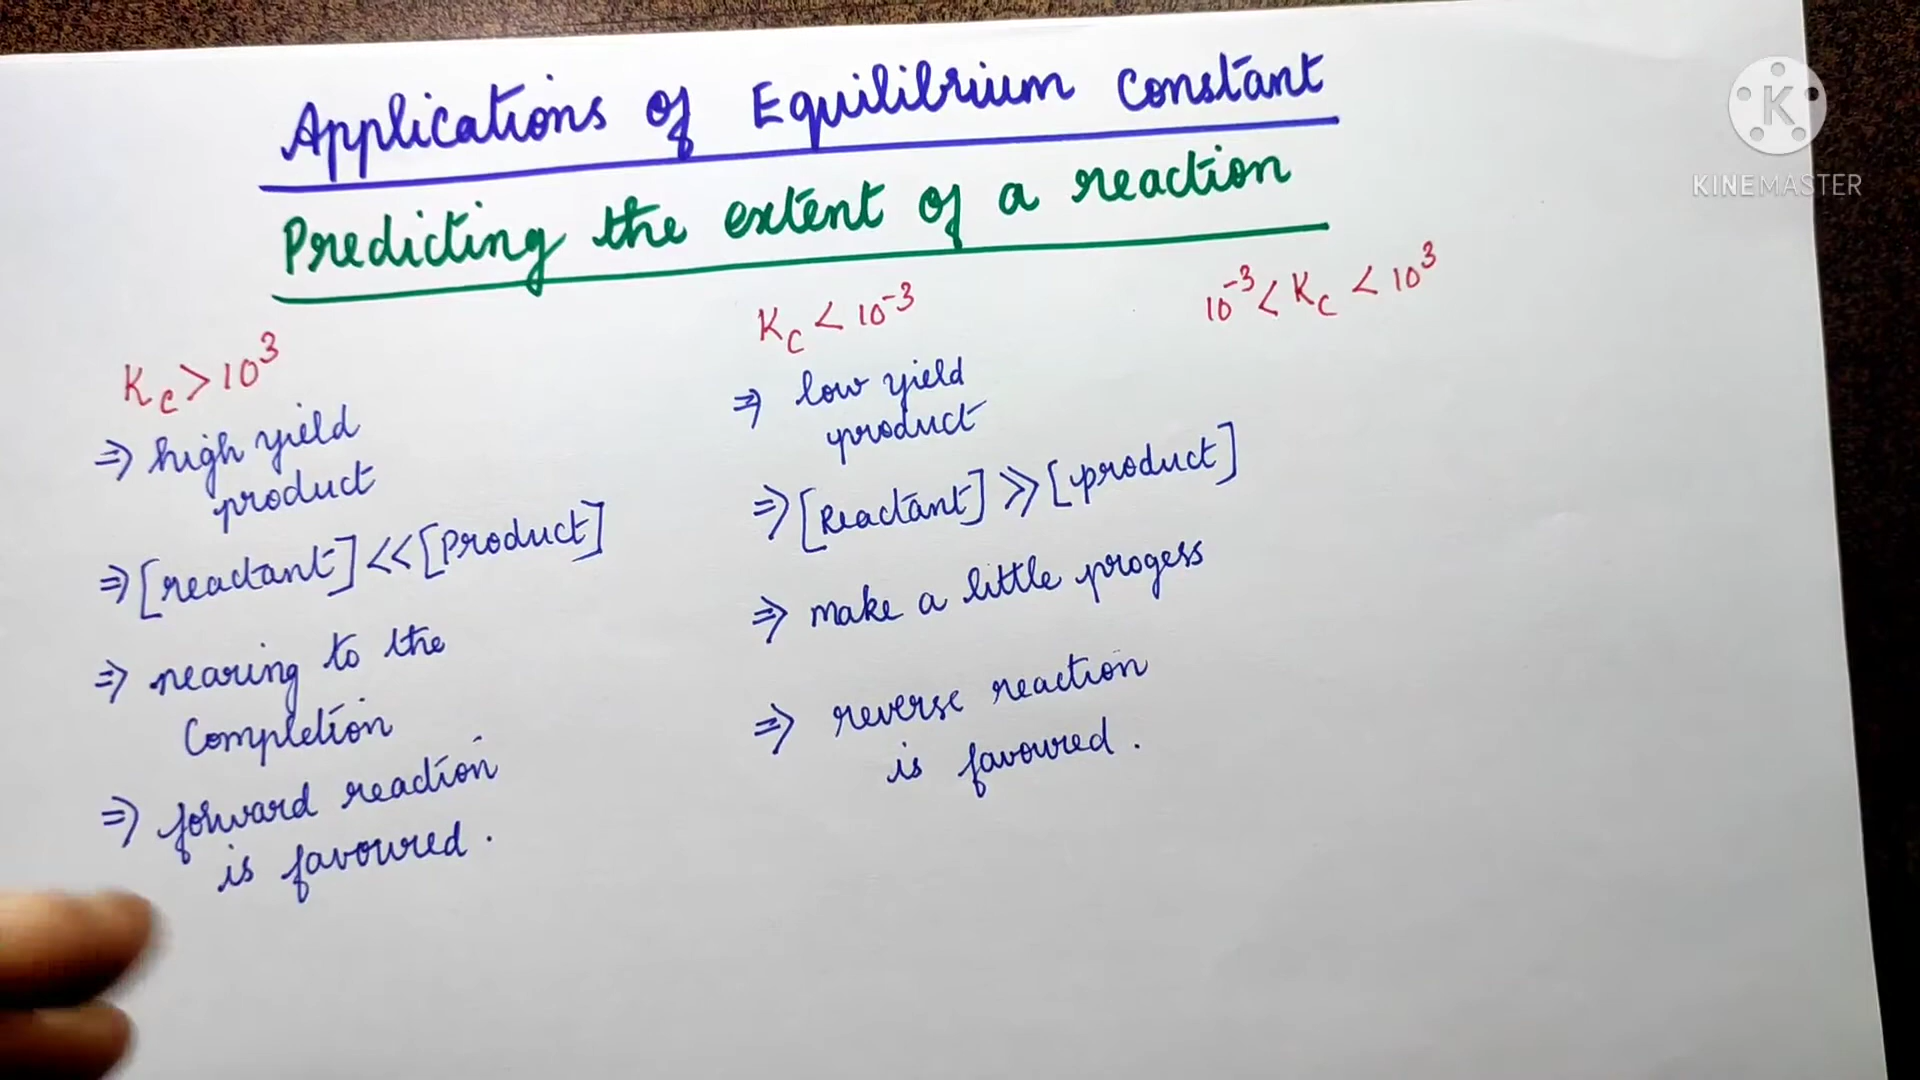 Applications of Equilibrium Constant
Predicting the extent of a reaction
Kc > 10³
⇒ high yield
product
⇒ [reactant] << [Product]
⇒ nearing to the
Completion
⇒ forward reaction
is favoured.
Kc < 10⁻³
⇒ low yield
product
⇒ [Reactant] >> [product]
⇒ make a little progess
⇒ reverse reaction
is favoured.
10⁻³ < Kc < 10³
K
KINEMASTER